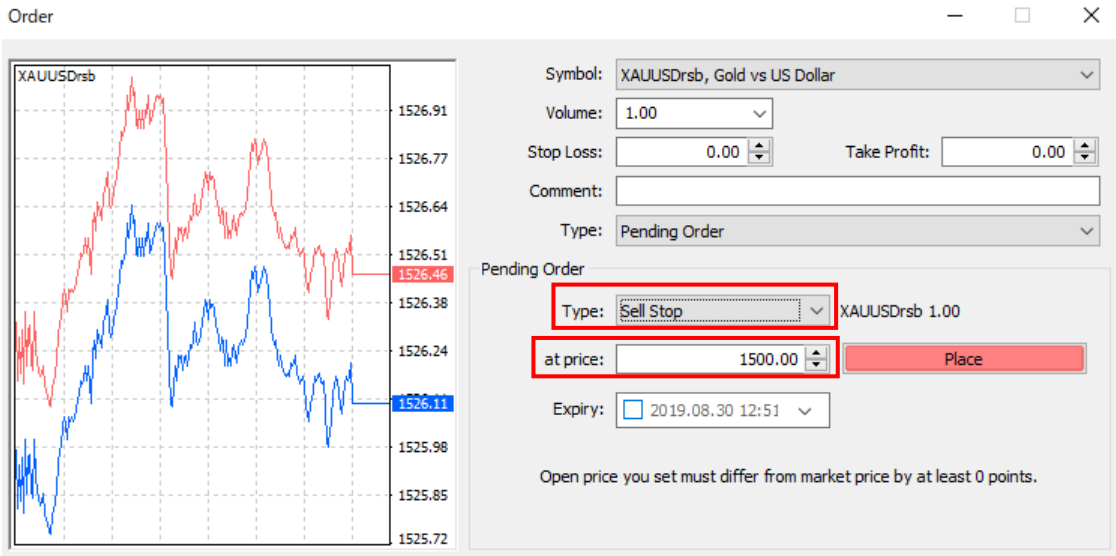 Order
XAUUSDrsb
1526.91
1526.77
1526.64
1526.51
1526.46
1526.38
1526.24
1526.11
1525.98
1525.85
1525.72
Symbol: XAUUSDrsb, Gold vs US Dollar
Volume: 1.00
Stop Loss: 0.00 Take Profit: 0.00
Comment:
Type: Pending Order
Pending Order
Type: Sell Stop XAUUSDrsb 1.00
at price: 1500.00 Place
Expiry: 2019.08.30 12:51
Open price you set must differ from market price by at least 0 points.